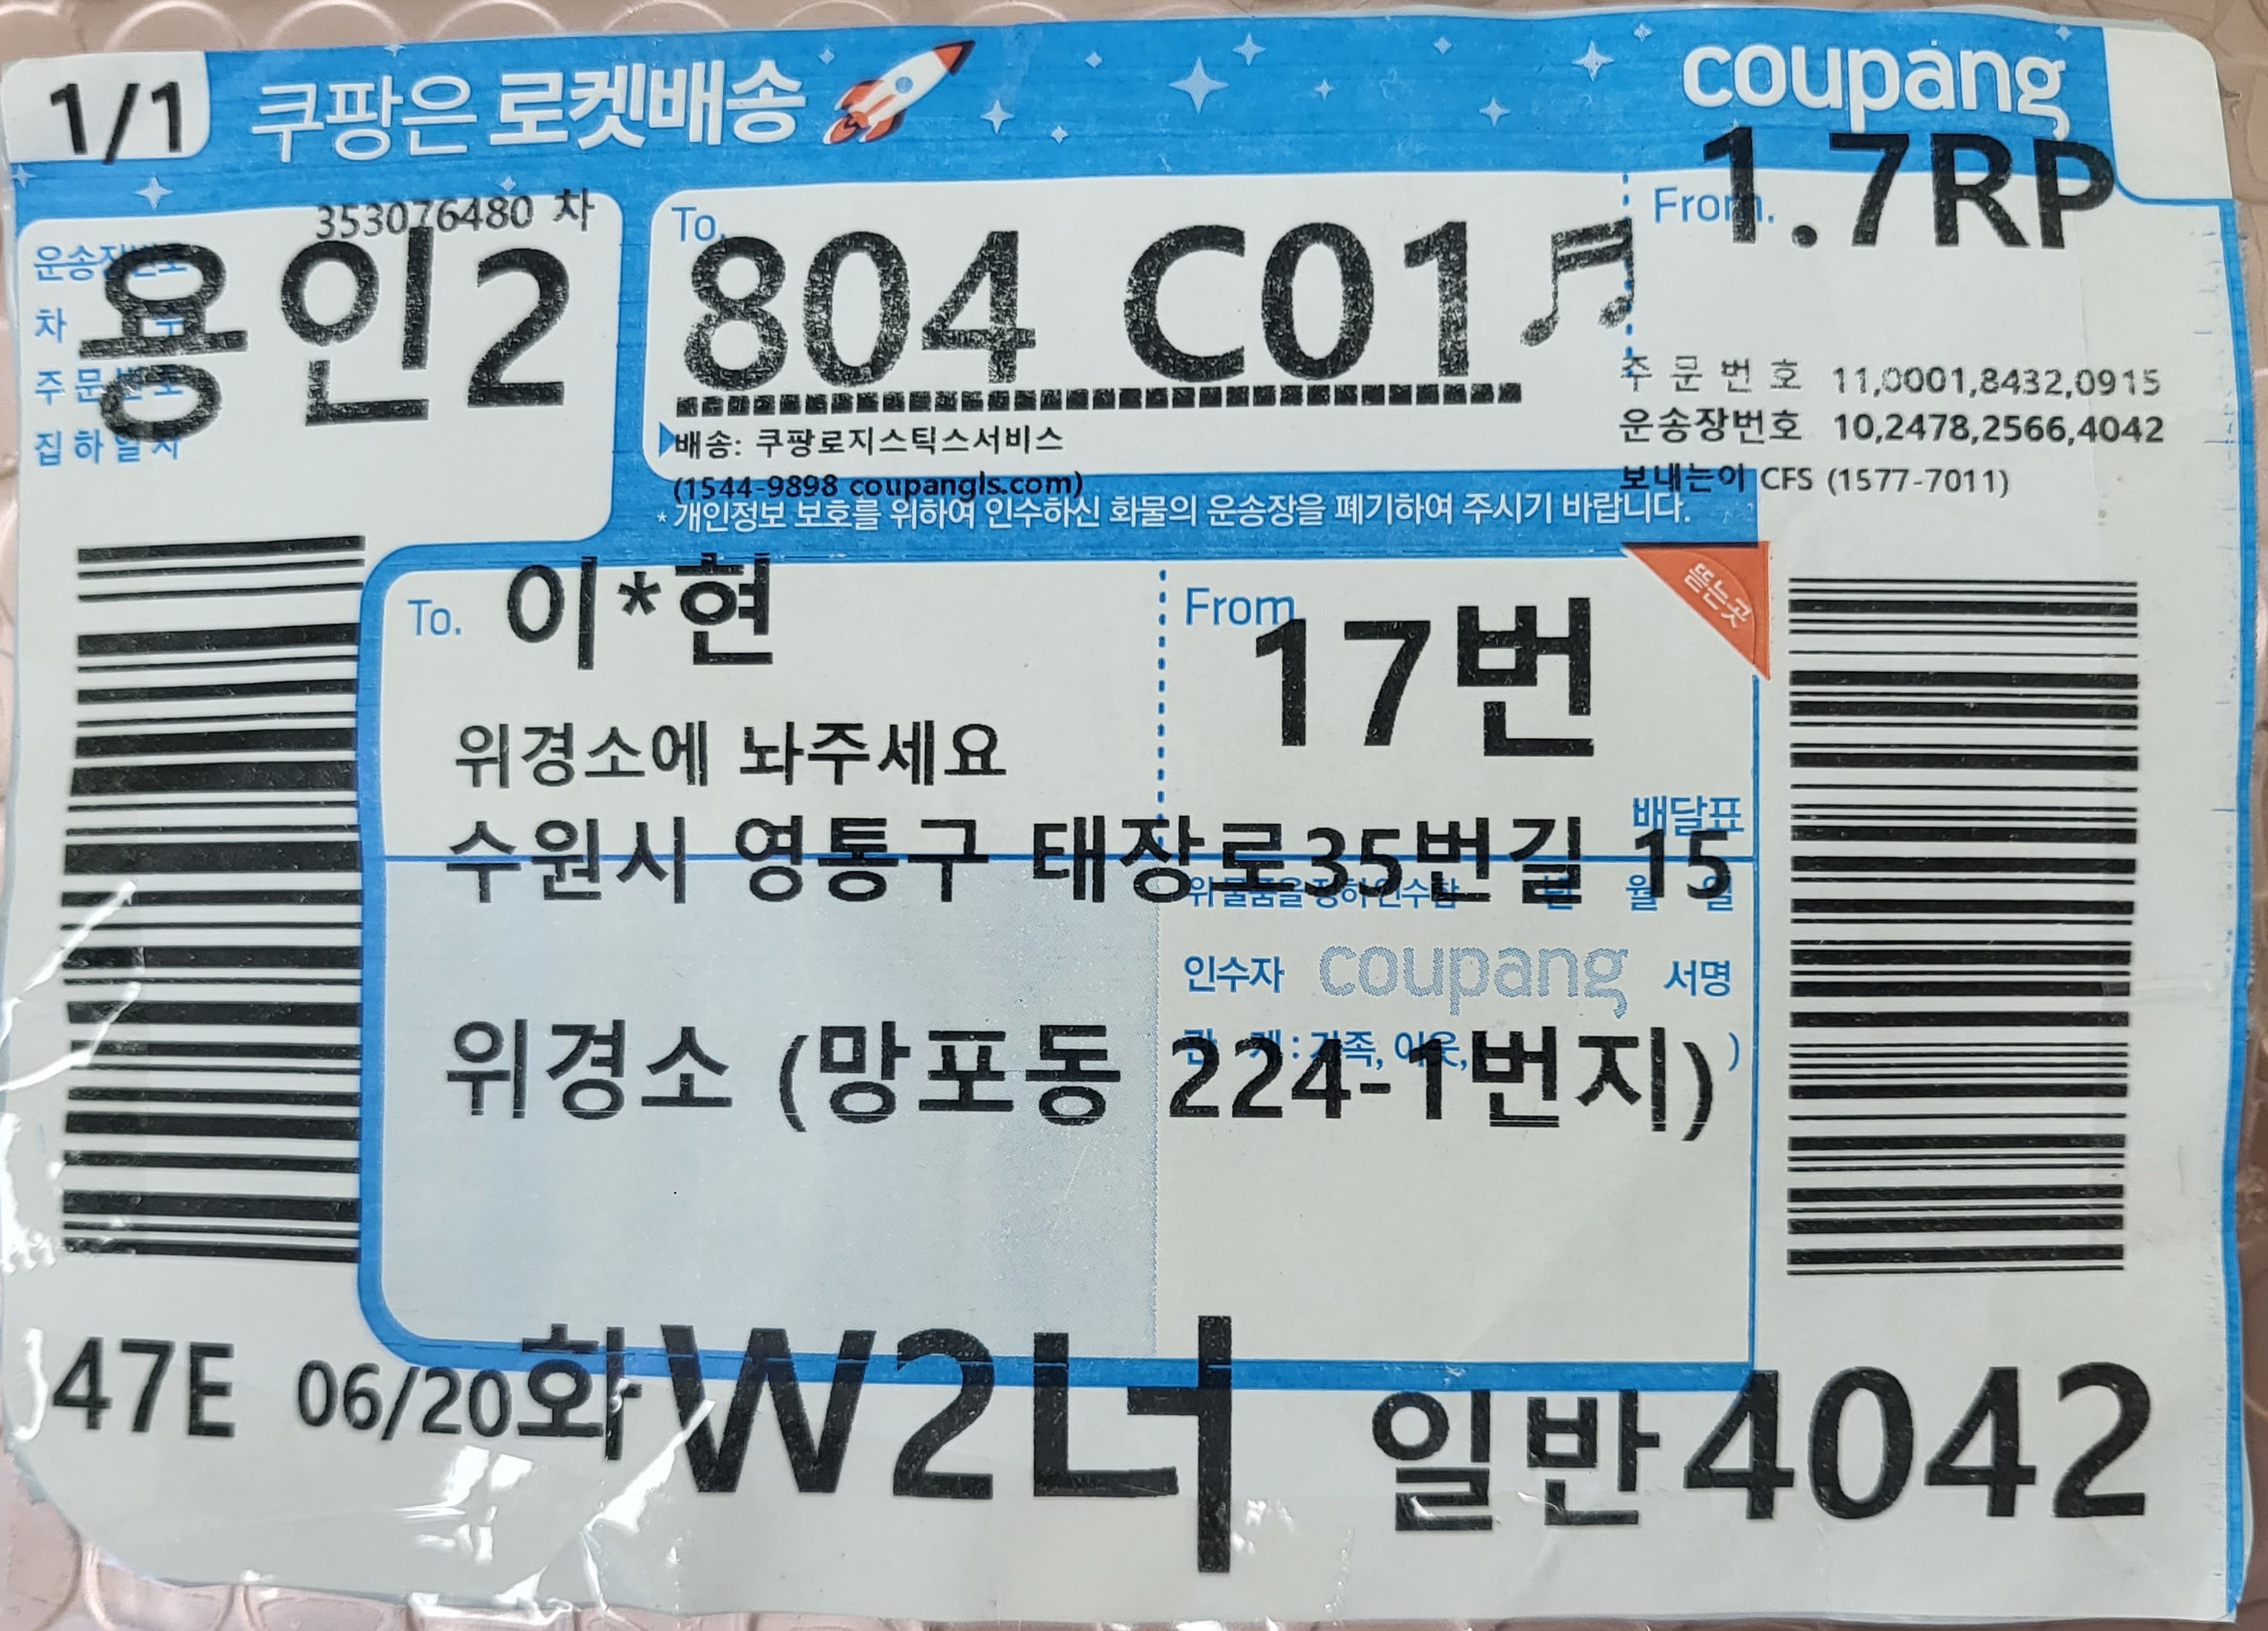 1/1
쿠팡은 로켓배송
coupang
1.7RP
From.
353076480 차
To.
용인2
804 C01
운송장번호
차
주문번호
집하일시
주문번호 11,0001,8432,0915
운송장번호 10,2478,2566,4042
보내는이 CFS (1577-7011)
배송: 쿠팡로지스틱스서비스
(1544-9898 coupangls.com)
* 개인정보 보호를 위하여 인수하신 화물의 운송장을 폐기하여 주시기 바랍니다.
뜯는곳
To. 이*현
From
17번
위경소에 놔주세요
배달표
수원시 영통구 태장로35번길 15
위 물품을 정히 인수함 년 월 일
인수자 coupang 서명
관 계 : 가족, 이웃, )
위경소 (망포동 224-1번지)
47E 06/20화 W2너 일반 4042